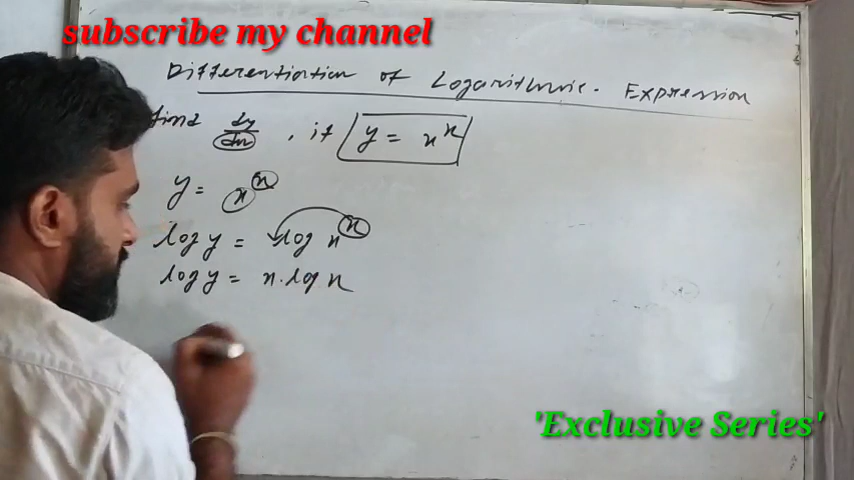 subscribe my channel
Differentiation of Logarithmic. Expression
find dy/dx , if y = x^x
y = x^x
log y = log x^x
log y = x.log x
'Exclusive Series'